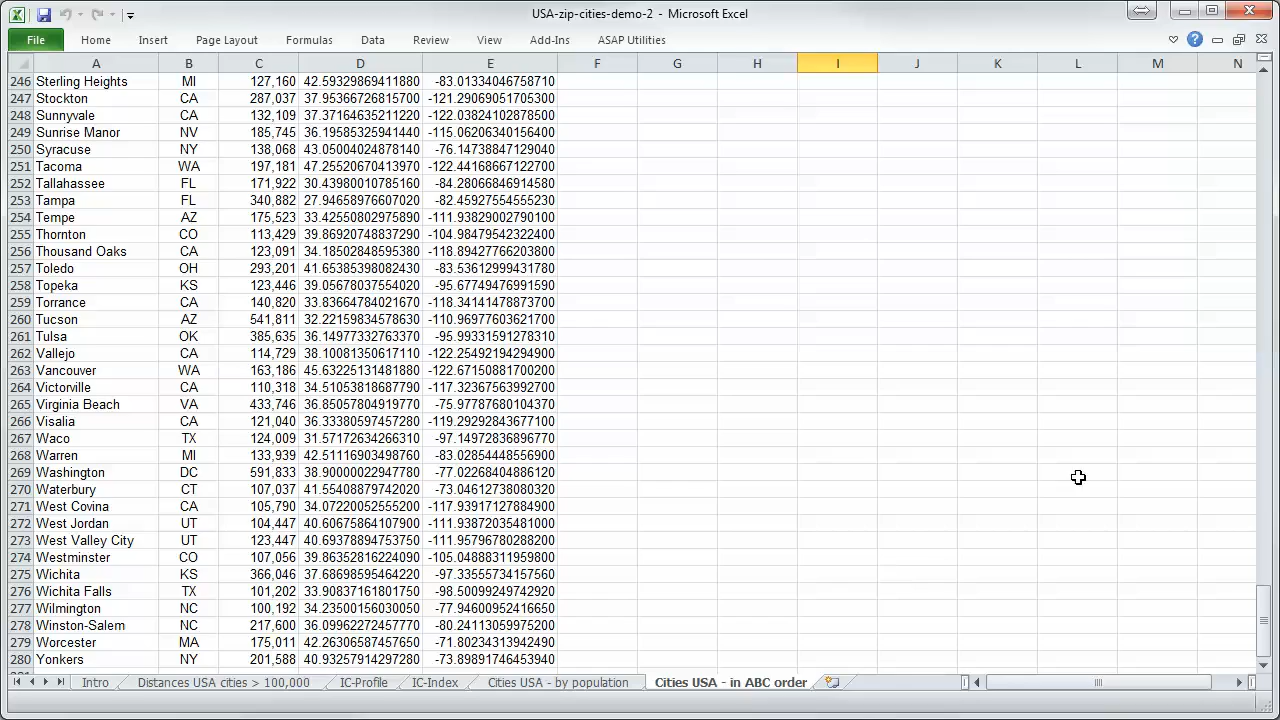 USA-zip-cities-demo-2 - Microsoft Excel
File Home Insert Page Layout Formulas Data Review View Add-Ins ASAP Utilities
A B C D E F G H I J K L M N
246 Sterling Heights MI 127,160 42.59329869411880 -83.01334046758710
247 Stockton CA 287,037 37.95366726815700 -121.29069051705300
248 Sunnyvale CA 132,109 37.37164635211220 -122.03824102878500
249 Sunrise Manor NV 185,745 36.19585325941440 -115.06206340156400
250 Syracuse NY 138,068 43.05004024878140 -76.14738847129040
251 Tacoma WA 197,181 47.25520670413970 -122.44168667122700
252 Tallahassee FL 171,922 30.43980010785160 -84.28066846914580
253 Tampa FL 340,882 27.94658976607020 -82.45927554555230
254 Tempe AZ 175,523 33.42550802975890 -111.93829002790100
255 Thornton CO 113,429 39.86920748837290 -104.98479542322400
256 Thousand Oaks CA 123,091 34.18502848595380 -118.89427766203800
257 Toledo OH 293,201 41.65385398082430 -83.53612999431780
258 Topeka KS 123,446 39.05678037554020 -95.67749476991590
259 Torrance CA 140,820 33.83664784021670 -118.34141478873700
260 Tucson AZ 541,811 32.22159834578630 -110.96977603621700
261 Tulsa OK 385,635 36.14977332763370 -95.99331591278310
262 Vallejo CA 114,729 38.10081350617110 -122.25492194294900
263 Vancouver WA 163,186 45.63225131481880 -122.67150881700200
264 Victorville CA 110,318 34.51053818687790 -117.32367563992700
265 Virginia Beach VA 433,746 36.85057804919770 -75.97787680104370
266 Visalia CA 121,040 36.33380597457280 -119.29292843677100
267 Waco TX 124,009 31.57172634266310 -97.14972836896770
268 Warren MI 133,939 42.51116903498760 -83.02854448556900
269 Washington DC 591,833 38.90000022947780 -77.02268404886120
270 Waterbury CT 107,037 41.55408879742020 -73.04612738080320
271 West Covina CA 105,790 34.07220052555200 -117.93917127884900
272 West Jordan UT 104,447 40.60675864107900 -111.93872035481000
273 West Valley City UT 123,447 40.69378894753750 -111.95796780288200
274 Westminster CO 107,056 39.86352816224090 -105.04888311959800
275 Wichita KS 366,046 37.68698595464220 -97.33555734157560
276 Wichita Falls TX 101,202 33.90837161801750 -98.50099249742920
277 Wilmington NC 100,192 34.23500156030050 -77.94600952416650
278 Winston-Salem NC 217,600 36.09962272457770 -80.24113059975200
279 Worcester MA 175,011 42.26306587457650 -71.80234313942490
280 Yonkers NY 201,588 40.93257914297280 -73.89891746453940
Intro Distances USA cities > 100,000 IC-Profile IC-Index Cities USA - by population Cities USA - in ABC order